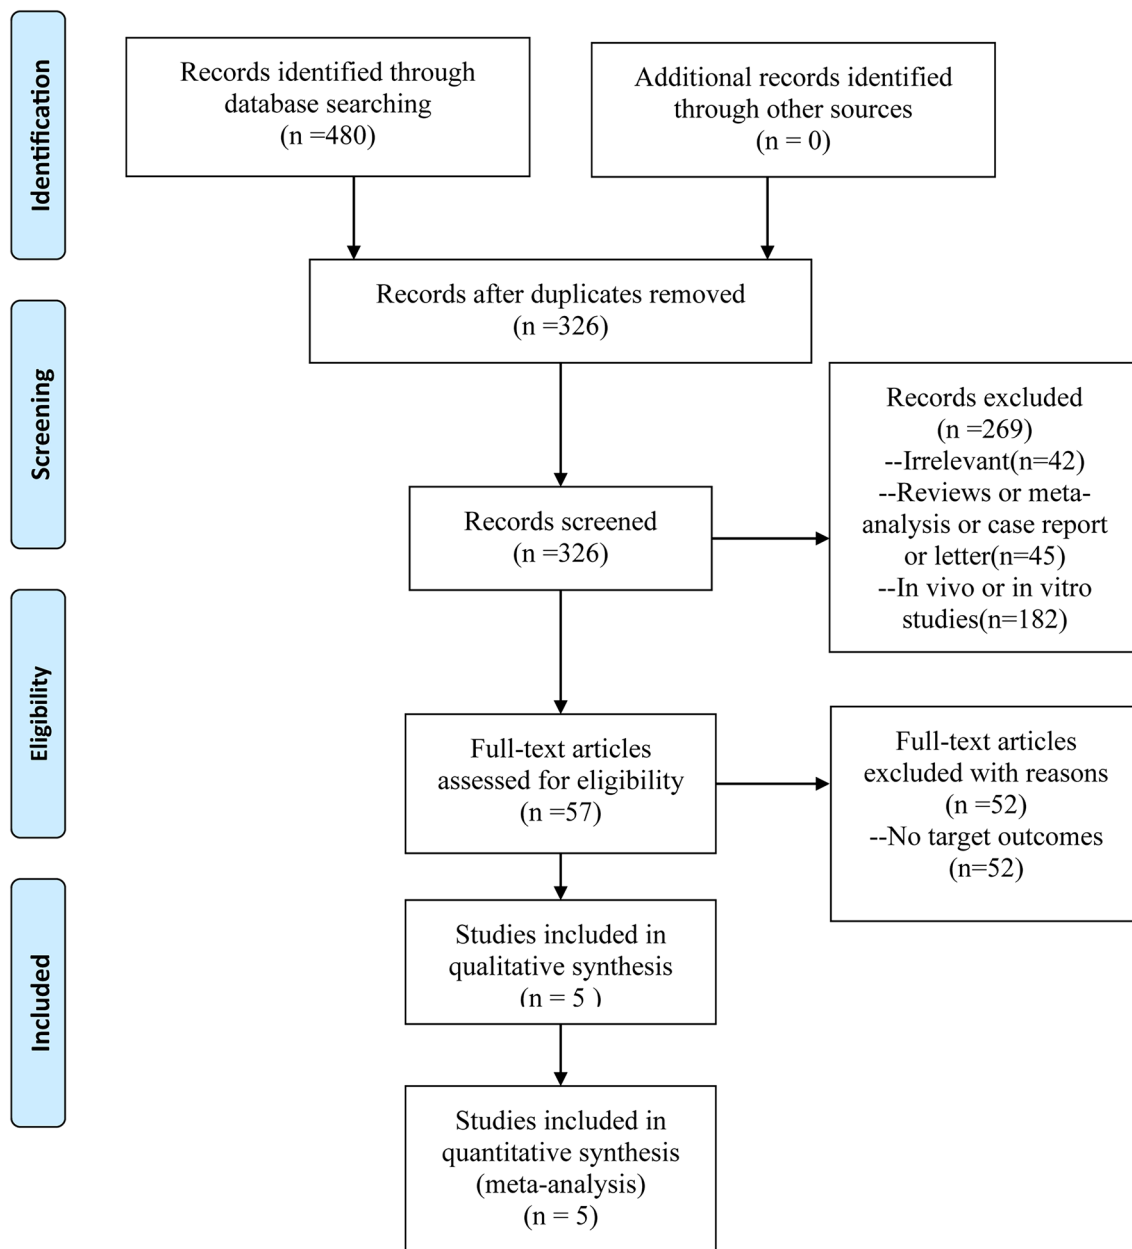 Identification
Records identified through
database searching
(n =480)
Additional records identified
through other sources
(n = 0)
Records after duplicates removed
(n =326)
Screening
Records screened
(n =326)
Records excluded
(n =269)
--Irrelevant(n=42)
--Reviews or meta-
analysis or case report
or letter(n=45)
--In vivo or in vitro
studies(n=182)
Eligibility
Full-text articles
assessed for eligibility
(n =57)
Full-text articles
excluded with reasons
(n =52)
--No target outcomes
(n=52)
Included
Studies included in
qualitative synthesis
(n = 5 )
Studies included in
quantitative synthesis
(meta-analysis)
(n = 5)